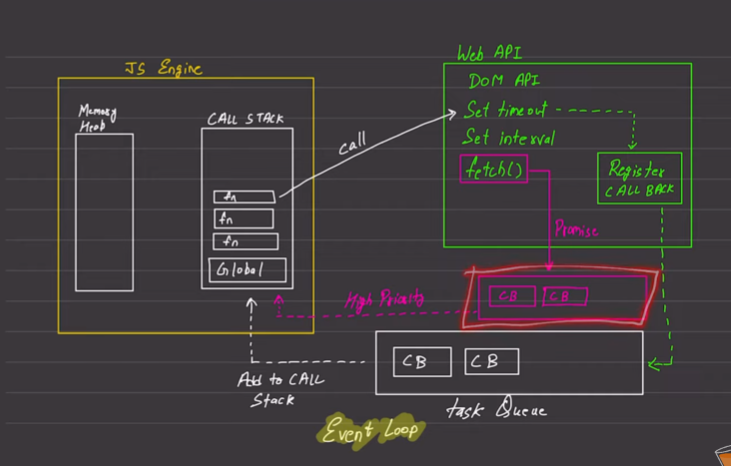 Web API
JS Engine
DOM API
Memory
Heab
CALL STACK
Set timeout
call
Set interval
fetch()
Register
CALL BACK
fn
fn
fn
Promise
Global
High Priority
CB
CB
CB
CB
Add to CALL
Stack
task Queue
Event Loop